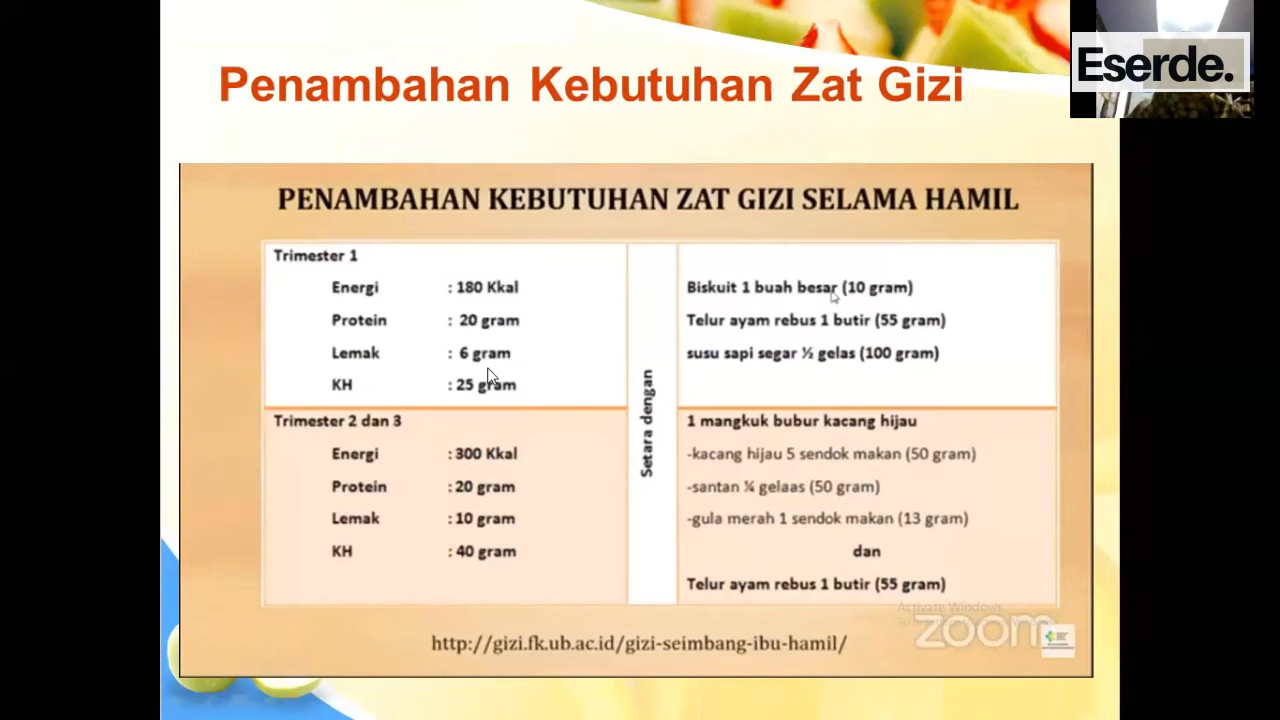 Eserde.
Penambahan Kebutuhan Zat Gizi
PENAMBAHAN KEBUTUHAN ZAT GIZI SELAMA HAMIL
Trimester 1
Energi : 180 Kkal
Protein : 20 gram
Lemak : 6 gram
KH : 25 gram
Trimester 2 dan 3
Energi : 300 Kkal
Protein : 20 gram
Lemak : 10 gram
KH : 40 gram
Setara dengan
Biskuit 1 buah besar (10 gram)
Telur ayam rebus 1 butir (55 gram)
susu sapi segar ½ gelas (100 gram)
1 mangkuk bubur kacang hijau
-kacang hijau 5 sendok makan (50 gram)
-santan ¼ gelaas (50 gram)
-gula merah 1 sendok makan (13 gram)
dan
Telur ayam rebus 1 butir (55 gram)
Activate Windows
zoom
http://gizi.fk.ub.ac.id/gizi-seimbang-ibu-hamil/